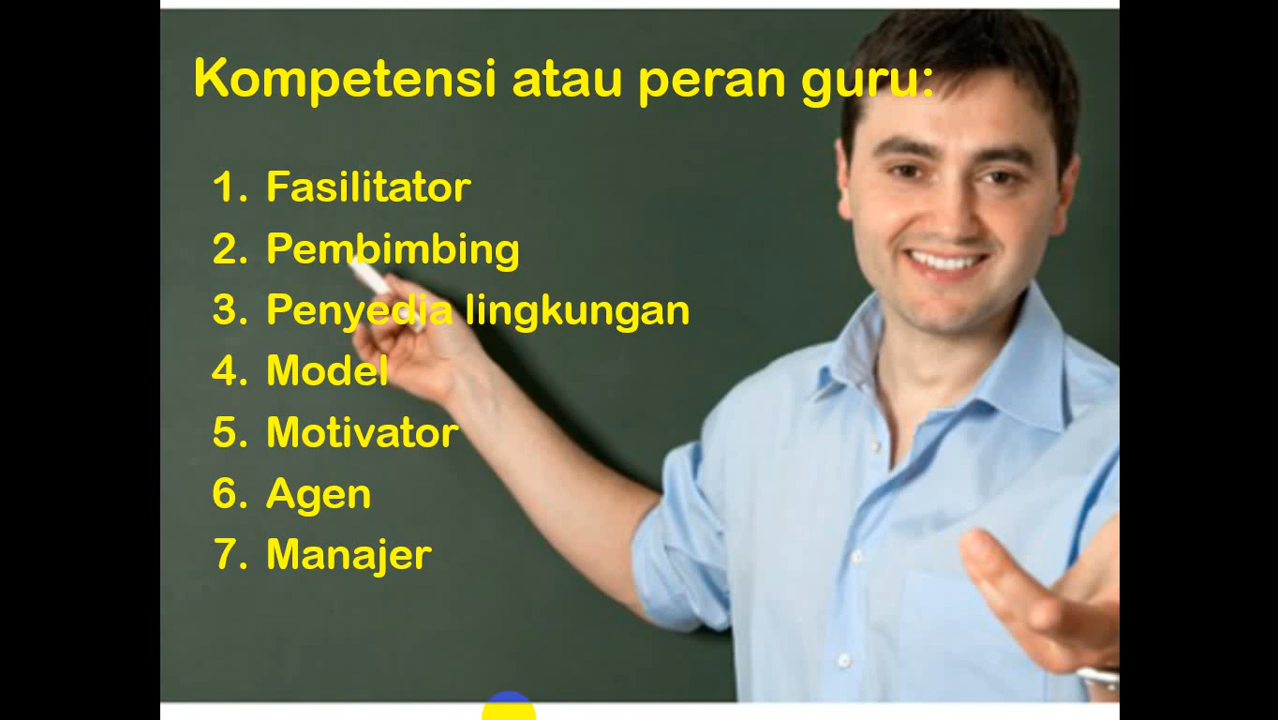 Kompetensi atau peran guru:
1. Fasilitator
2. Pembimbing
3. Penyedia lingkungan
4. Model
5. Motivator
6. Agen
7. Manajer